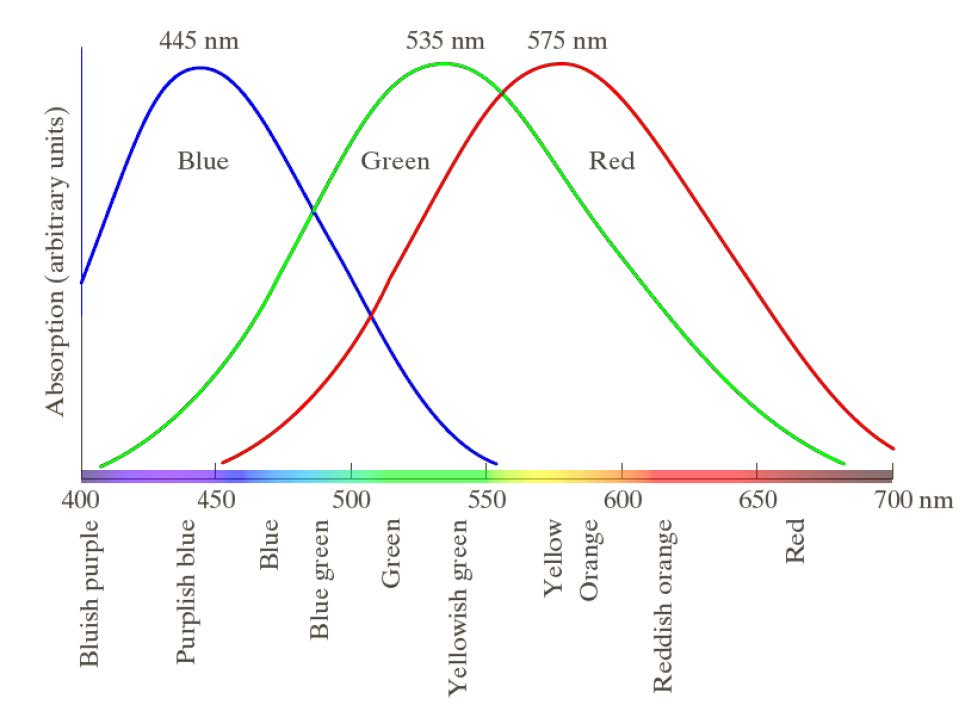 445 nm
535 nm
575 nm
Absorption (arbitrary units)
Blue
Green
Red
400
450
500
550
600
650
700 nm
Bluish purple
Purplish blue
Blue
Blue green
Green
Yellowish green
Yellow
Orange
Reddish orange
Red